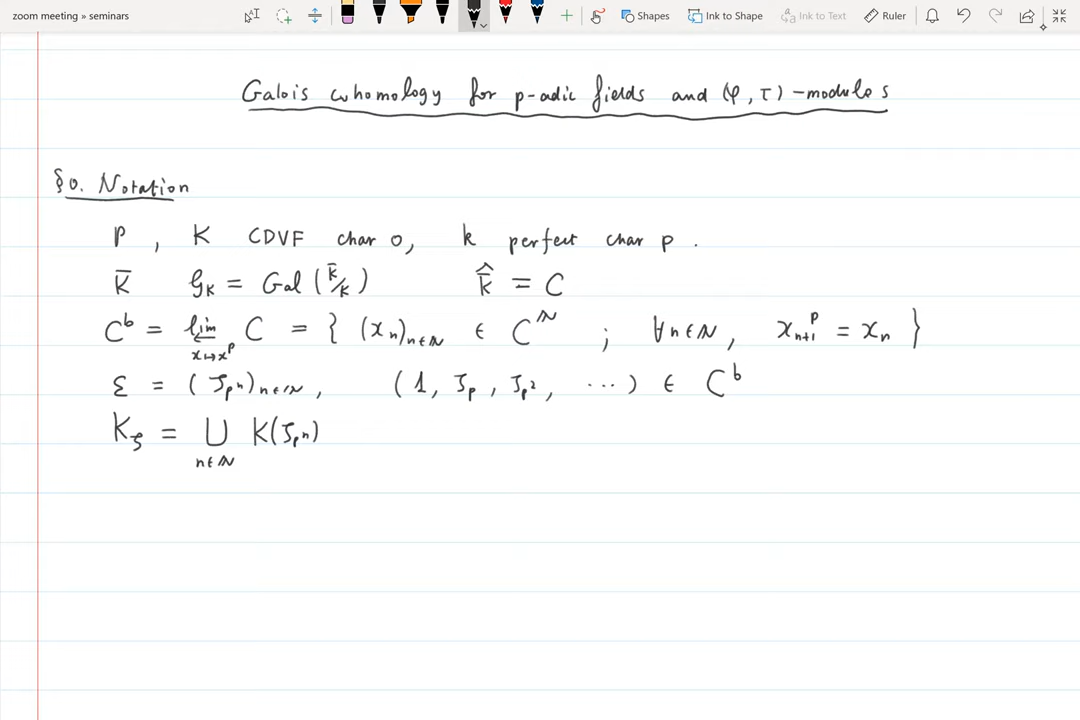 zoom meeting » seminars
Shapes Ink to Shape Ink to Text Ruler
Galois cohomology for p-adic fields and (φ, τ)-modules
§0. Notation
p , K CDVF char 0, k perfect char p .
K̄ 𝒢_K = Gal(K̄/K) K̄^ = C
C^♭ = lim_{← x↦x^p} C = { (x_n)_{n∈ℕ} ∈ C^ℕ ; ∀n∈ℕ, x_{n+1}^p = x_n }
ε = (ζ_{p^n})_{n∈ℕ}, (1, ζ_p, ζ_{p^2}, ...) ∈ C^♭
K_ζ = ⋃_{n∈ℕ} K(ζ_{p^n})